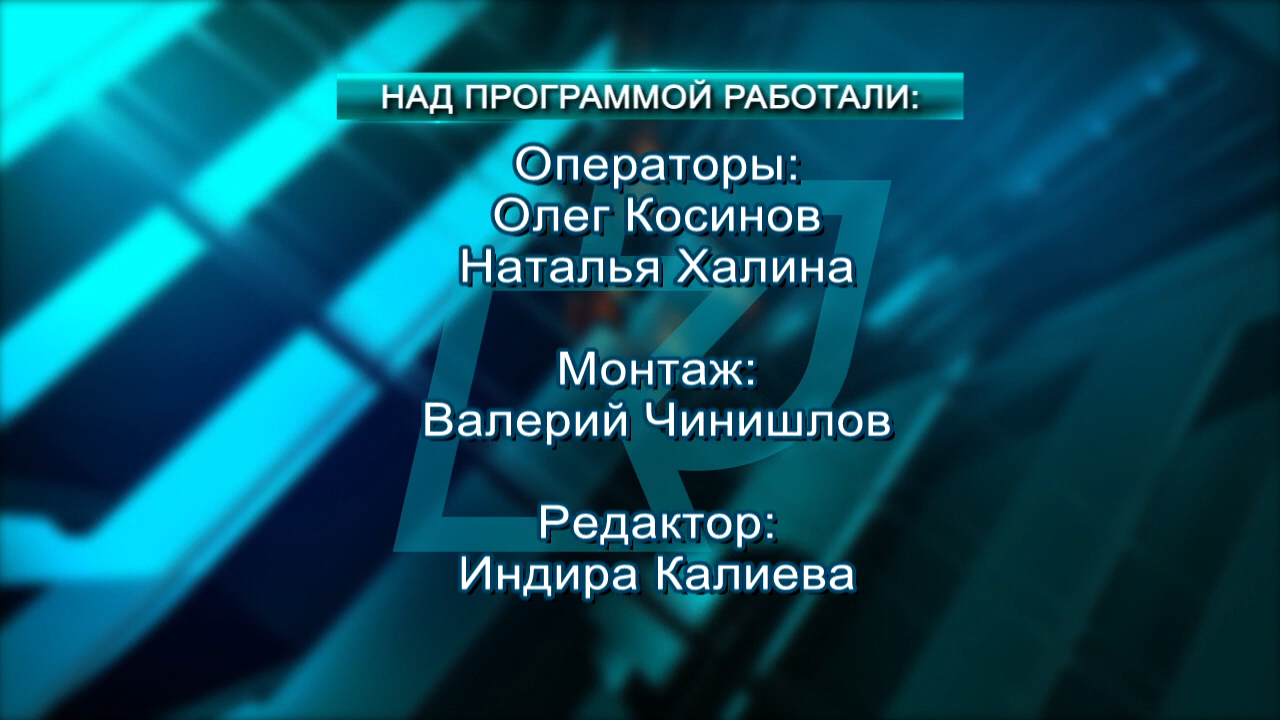 НАД ПРОГРАММОЙ РАБОТАЛИ:
Операторы:
Олег Косинов
Наталья Халина
Монтаж:
Валерий Чинишлов
Редактор:
Индира Калиева